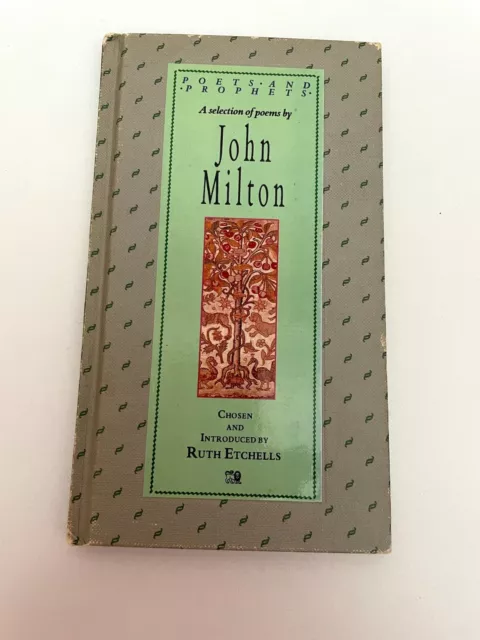 POETS · AND
· PROPHETS ·
A selection of poems by
John
Milton
CHOSEN
AND
INTRODUCED BY
RUTH ETCHELLS